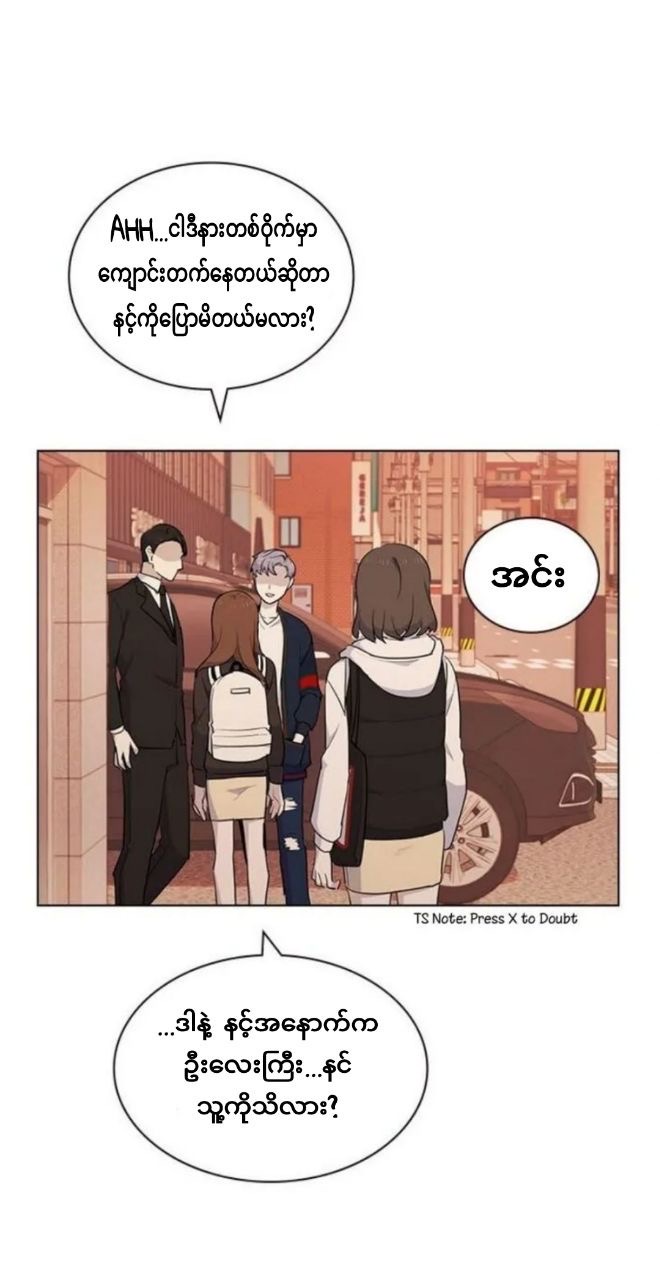 AHH...ငါဒီနားတစ်ဝိုက်မှာ
ကျောင်းတက်နေတယ်ဆိုတာ
နင့်ကိုပြောမိတယ်မလား?
အင်း
TS Note: Press X to Doubt
...ဒါနဲ့ နင့်အနောက်က
ဦးလေးကြီး...နင်
သူ့ကိုသိလား?